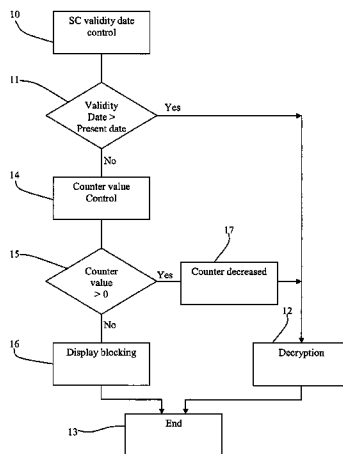 10
SC validity date
control
11
Validity
Date >
Present date
Yes
No
14
Counter value
Control
17
15
Counter
value
> 0
Yes
Counter decreased
12
No
16
Display blocking
Decryption
13
End